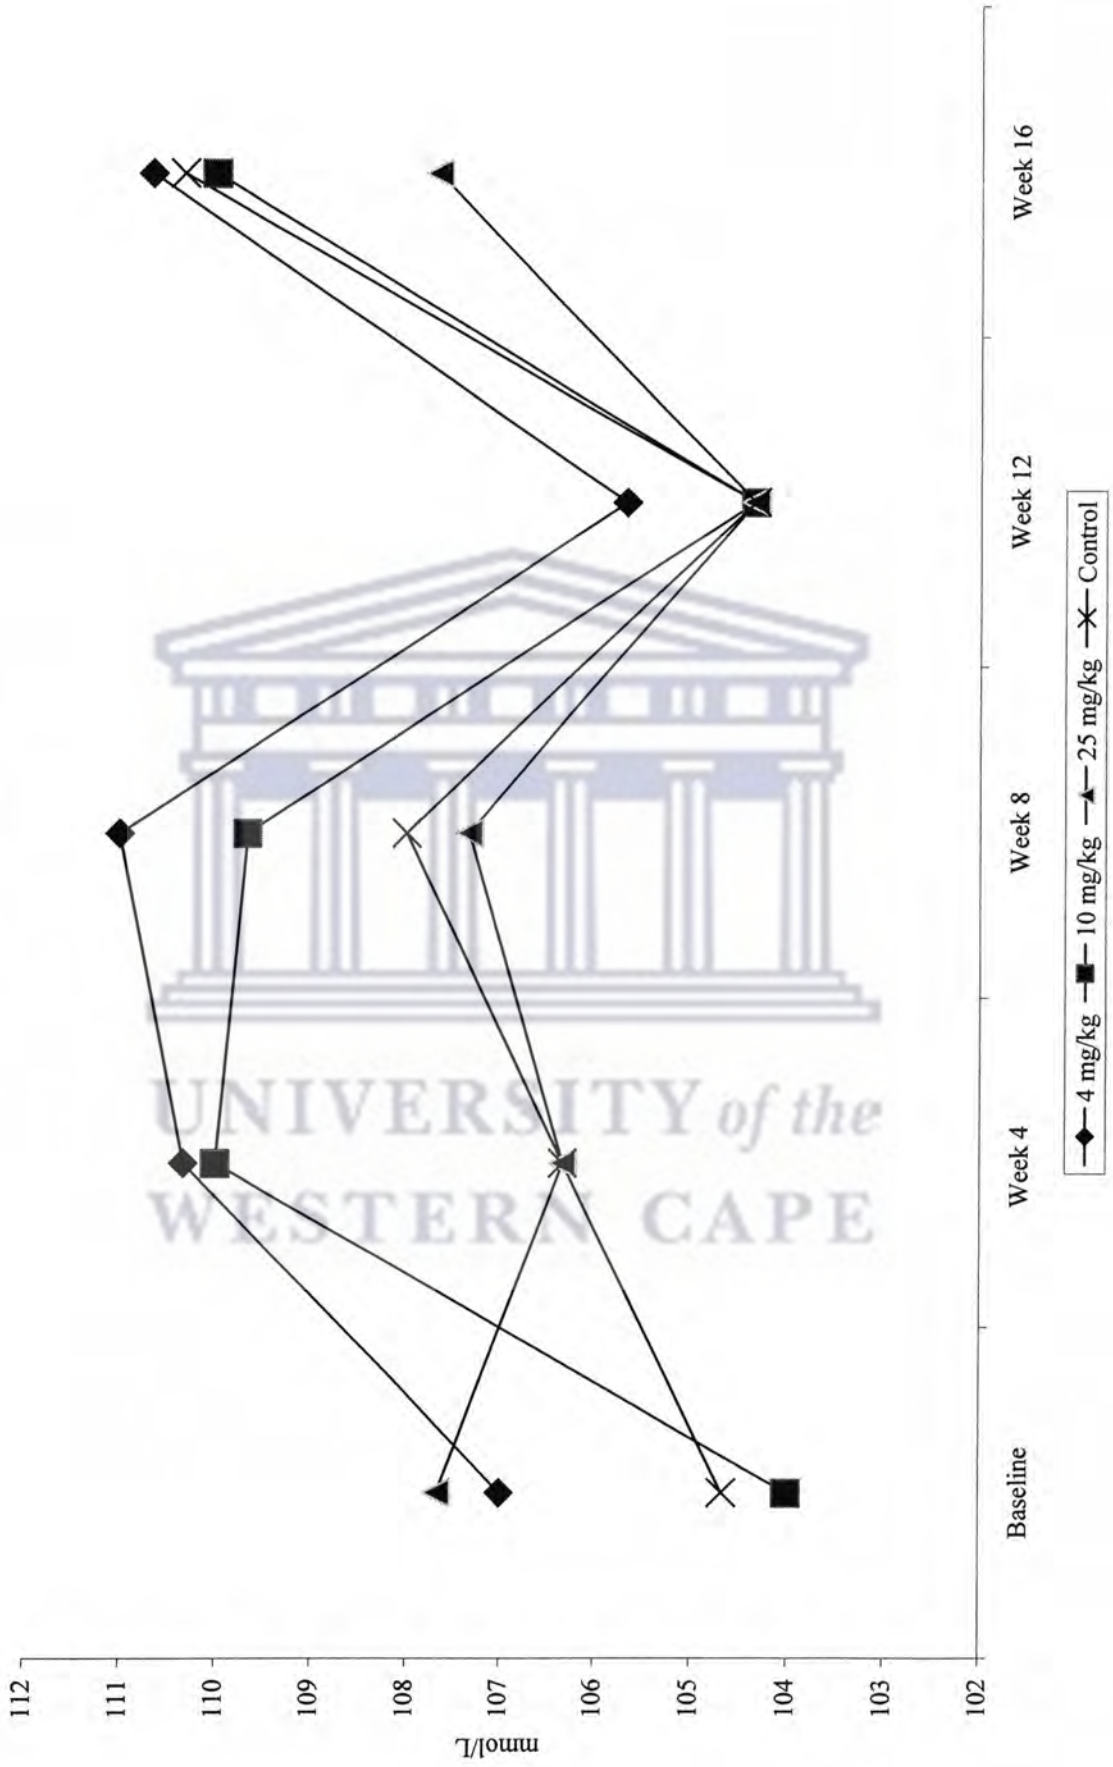 112
111
110
109
108
107
106
105
104
103
102
mmol/L
Baseline
Week 4
Week 8
Week 12
Week 16
4 mg/kg 10 mg/kg 25 mg/kg Control
UNIVERSITY of the
WESTERN CAPE